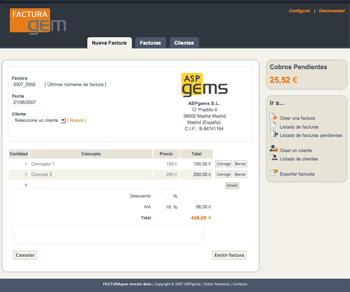 FACTURA
gem
Configurar | Desconectar
Nueva Factura
Facturas
Clientes
Factura
2007_0002 [ Últimos números de factura ]
Fecha
21/06/2007
Cliente
Seleccione un cliente [ Nuevo ]
ASP
gems
ASPgems S.L.
C/ Pradillo 5
28002 Madrid Madrid
Madrid (España)
C.I.F.: B-84741164
Cantidad Concepto Precio Total
1 Concepto 1 100 € 100,00 € Corregir Borrar
1 Concept 2 250 € 250,00 € Corregir Borrar
1 Añadir
Descuento %
IVA 16 % 56,00 €
Total 406,00 €
Cancelar
Emitir factura
Cobros Pendientes
25,52 €
Ir a...
Crear una factura
Listado de facturas
Listado de facturas pendientes
Crear un cliente
Listado de clientes
Exportar facturas
FACTURAgem versión Beta | Copyright © 2007 ASPgems | Sobre Nosotros | Contacto